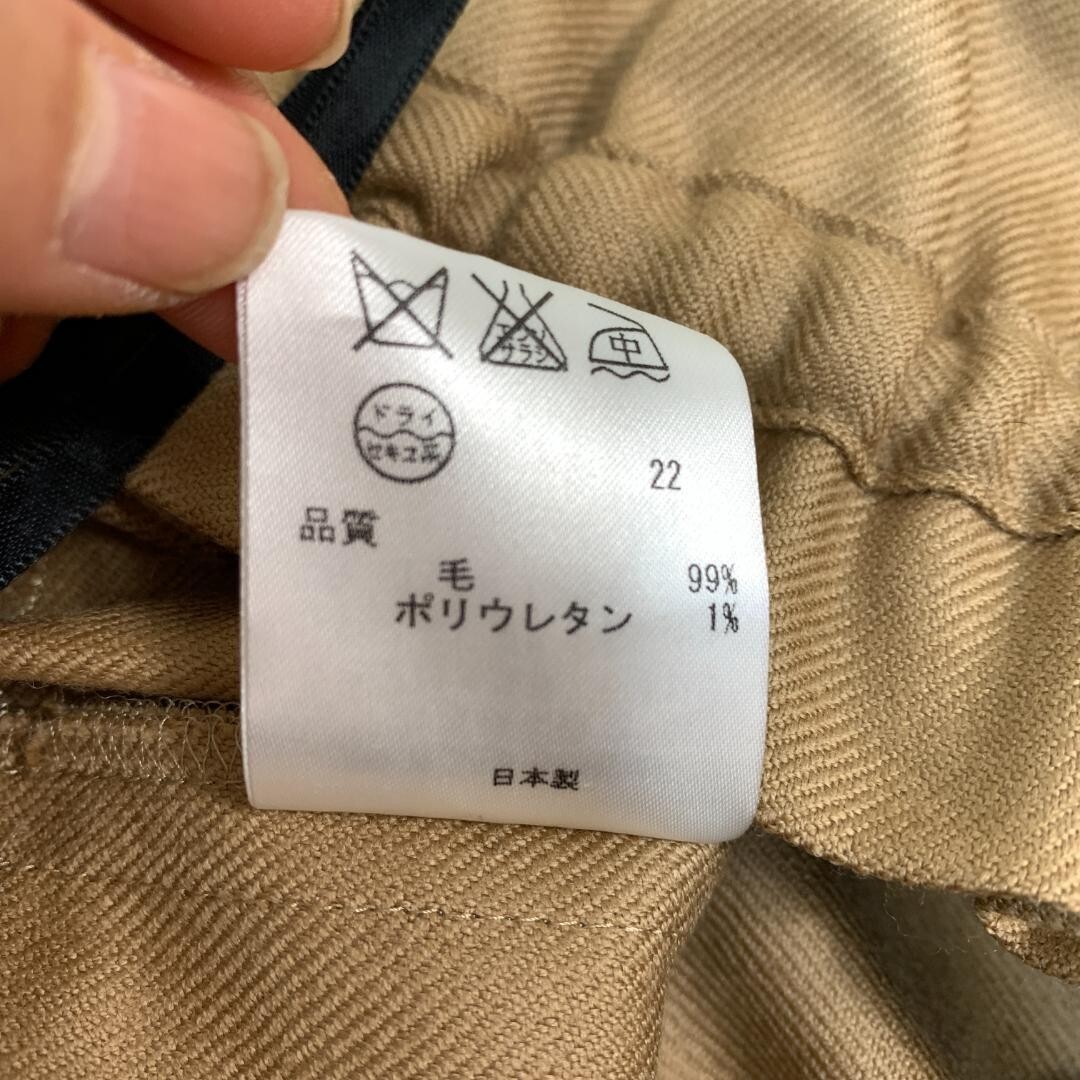 エンソ
サラシ
中
ドライ
セキユ系
22
品質
毛 99%
ポリウレタン 1%
日本製